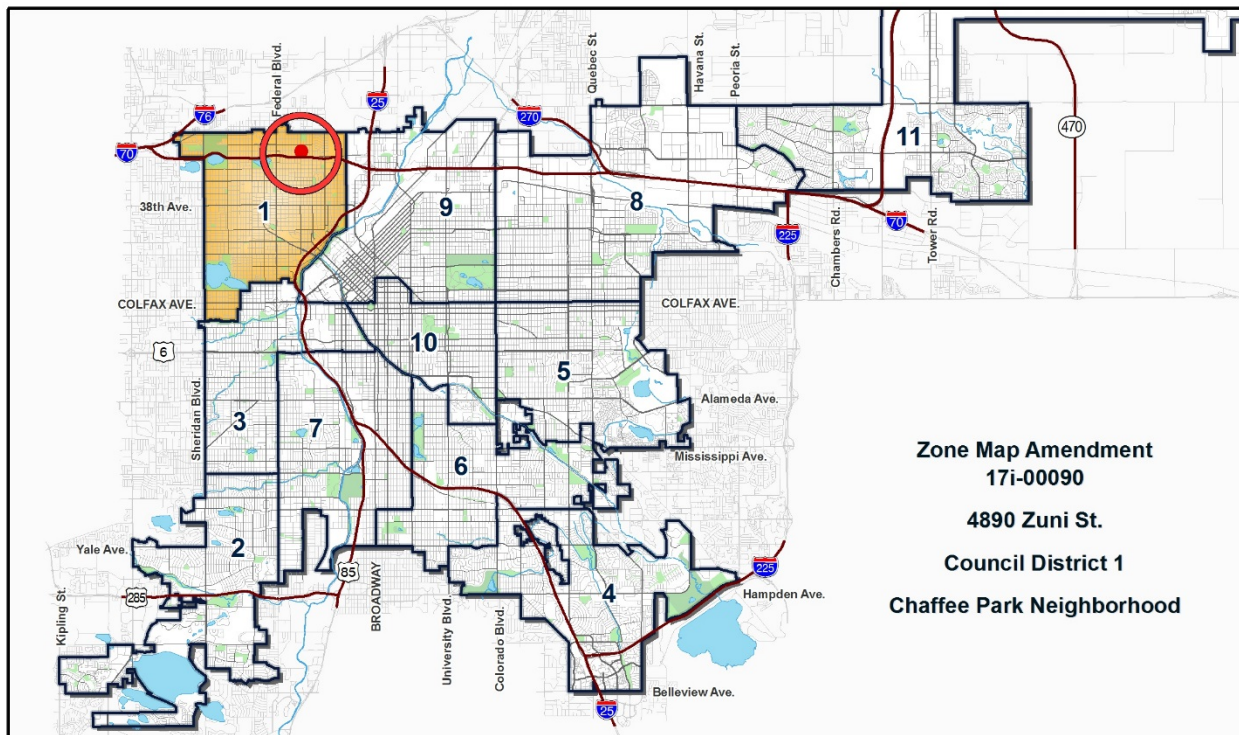 Federal Blvd.
Quebec St.
Havana St.
Peoria St.
76
25
270
70
470
11
38th Ave.
1
9
8
225
Chambers Rd.
70
Tower Rd.
COLFAX AVE.
COLFAX AVE.
6
10
5
Sheridan Blvd.
3
7
Alameda Ave.
6
Mississippi Ave.
Zone Map Amendment
17i-00090
4890 Zuni St.
Council District 1
Chaffee Park Neighborhood
Yale Ave.
2
85
BROADWAY
225
285
4
Hampden Ave.
Kipling St.
University Blvd.
Colorado Blvd.
Belleview Ave.
25